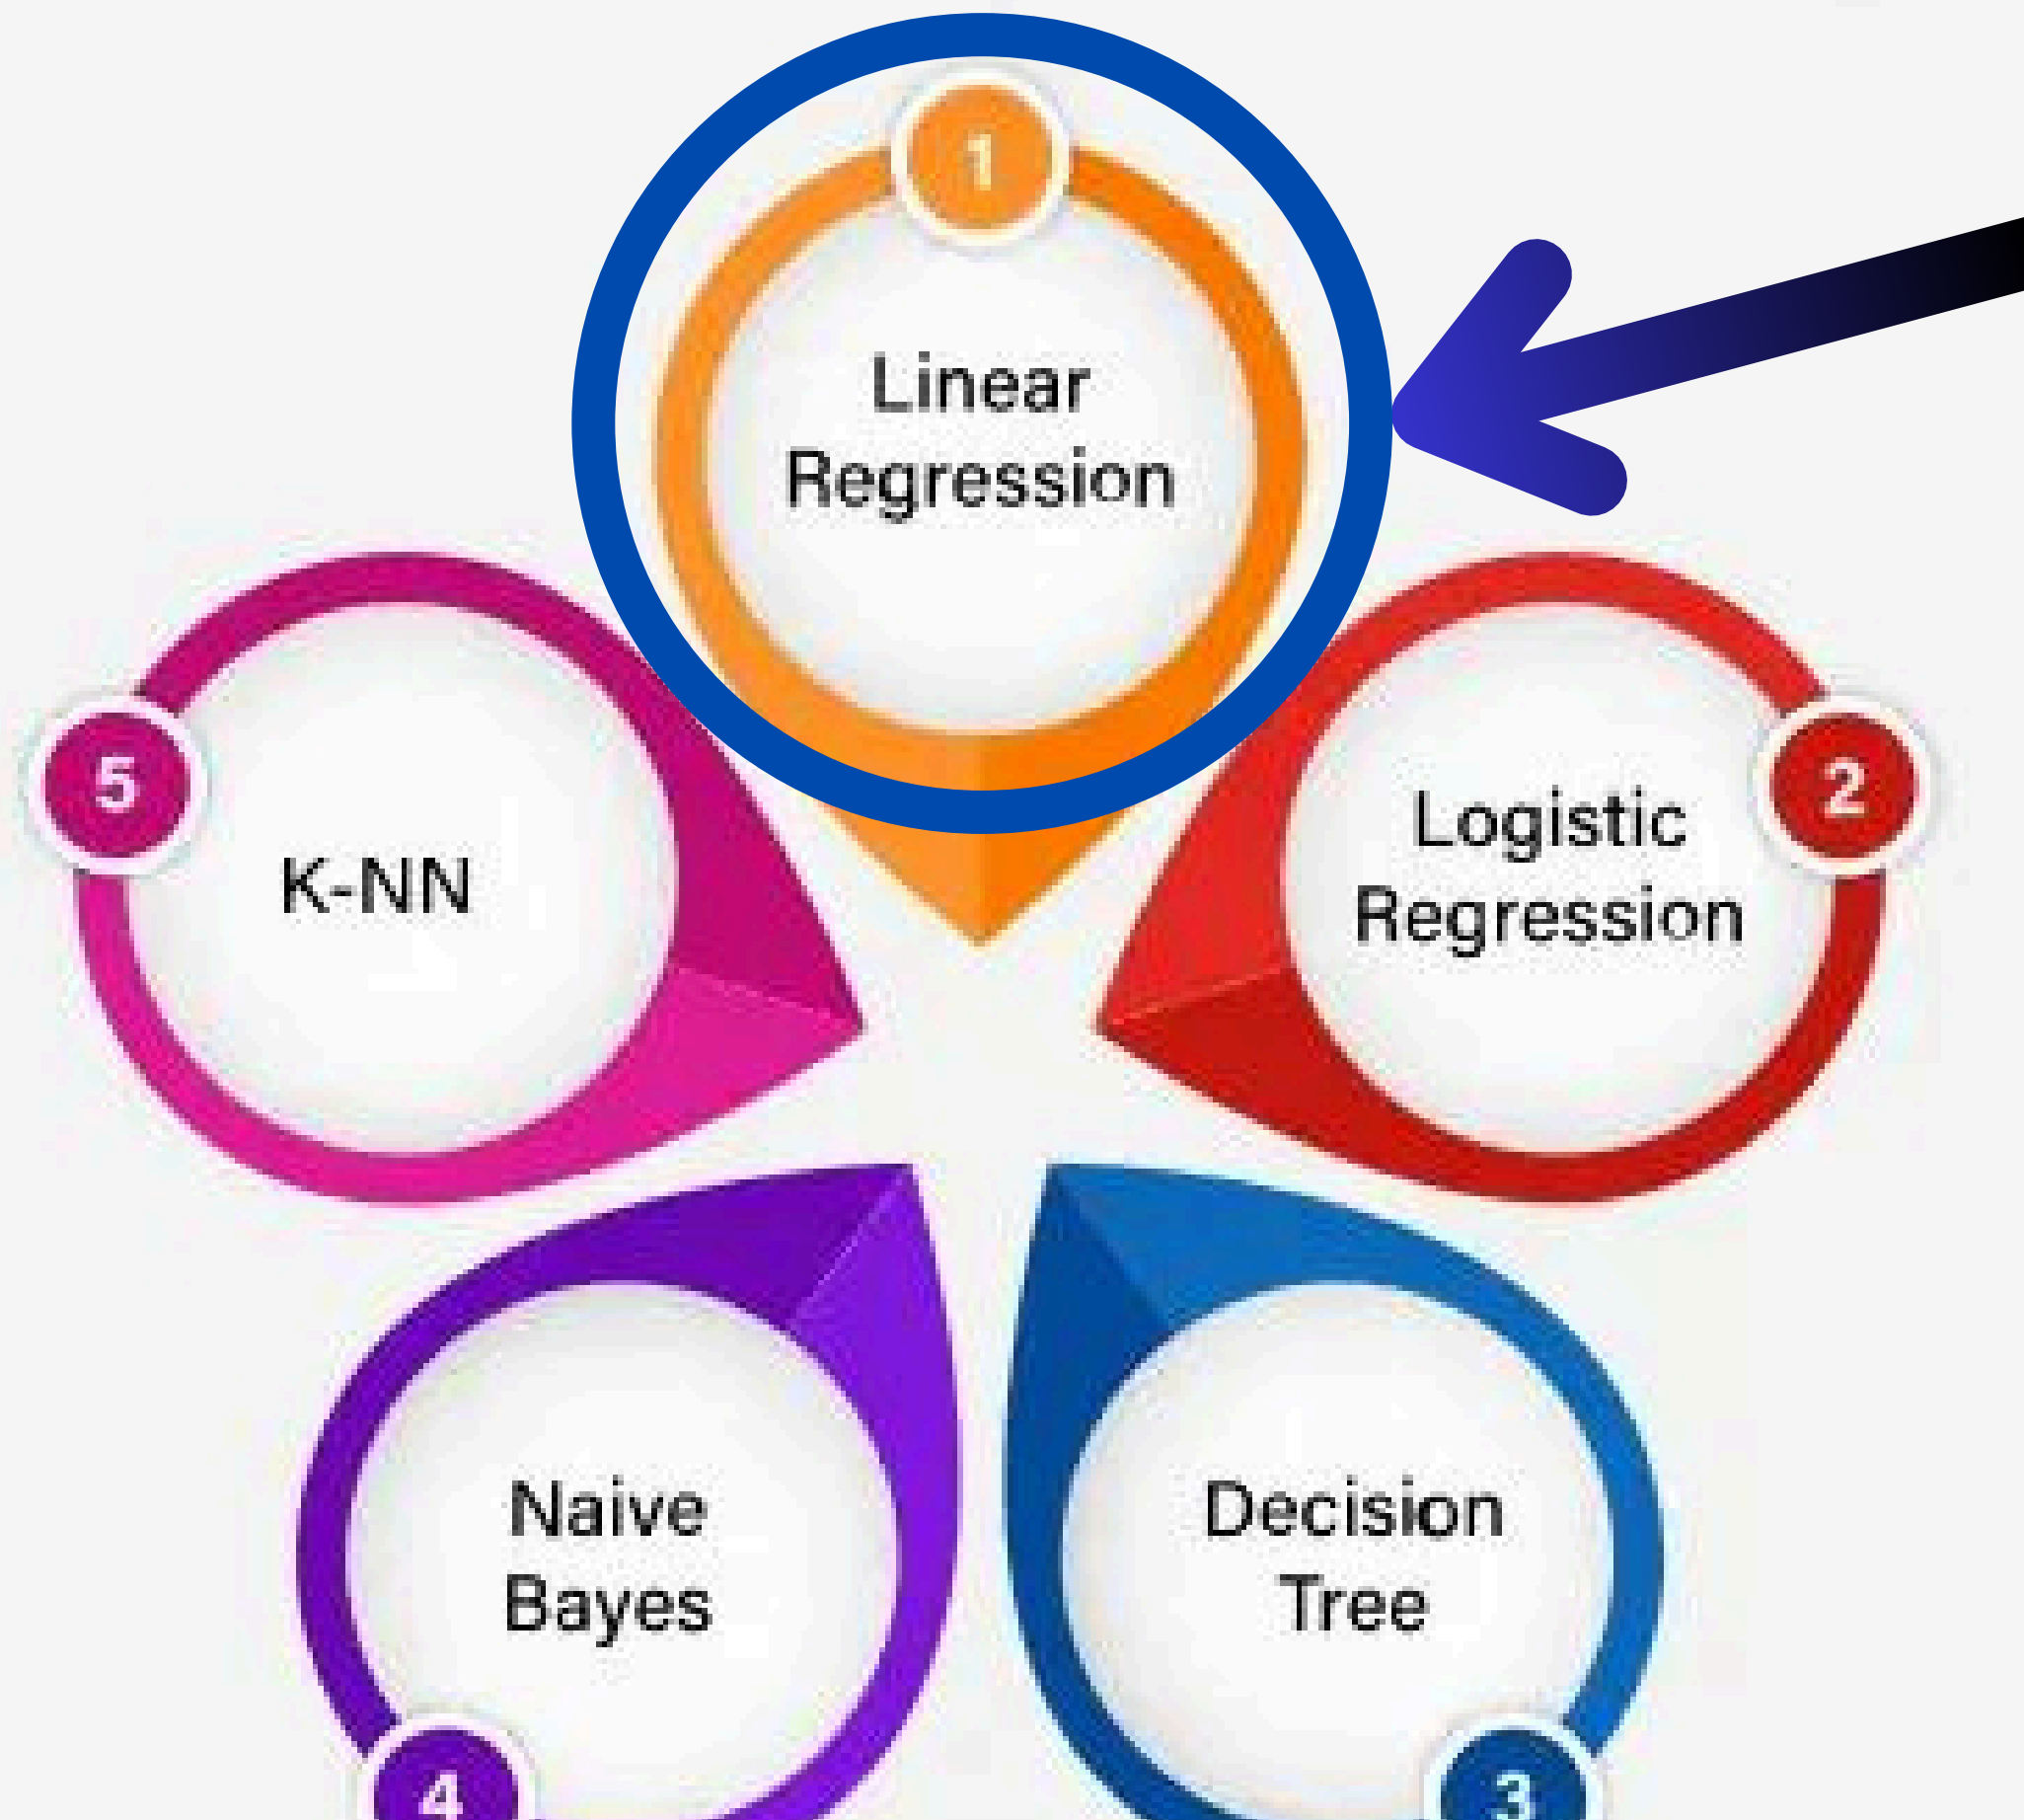 1
Linear
Regression
2
Logistic
Regression
5
K-NN
Naive
Bayes
4
Decision
Tree
3